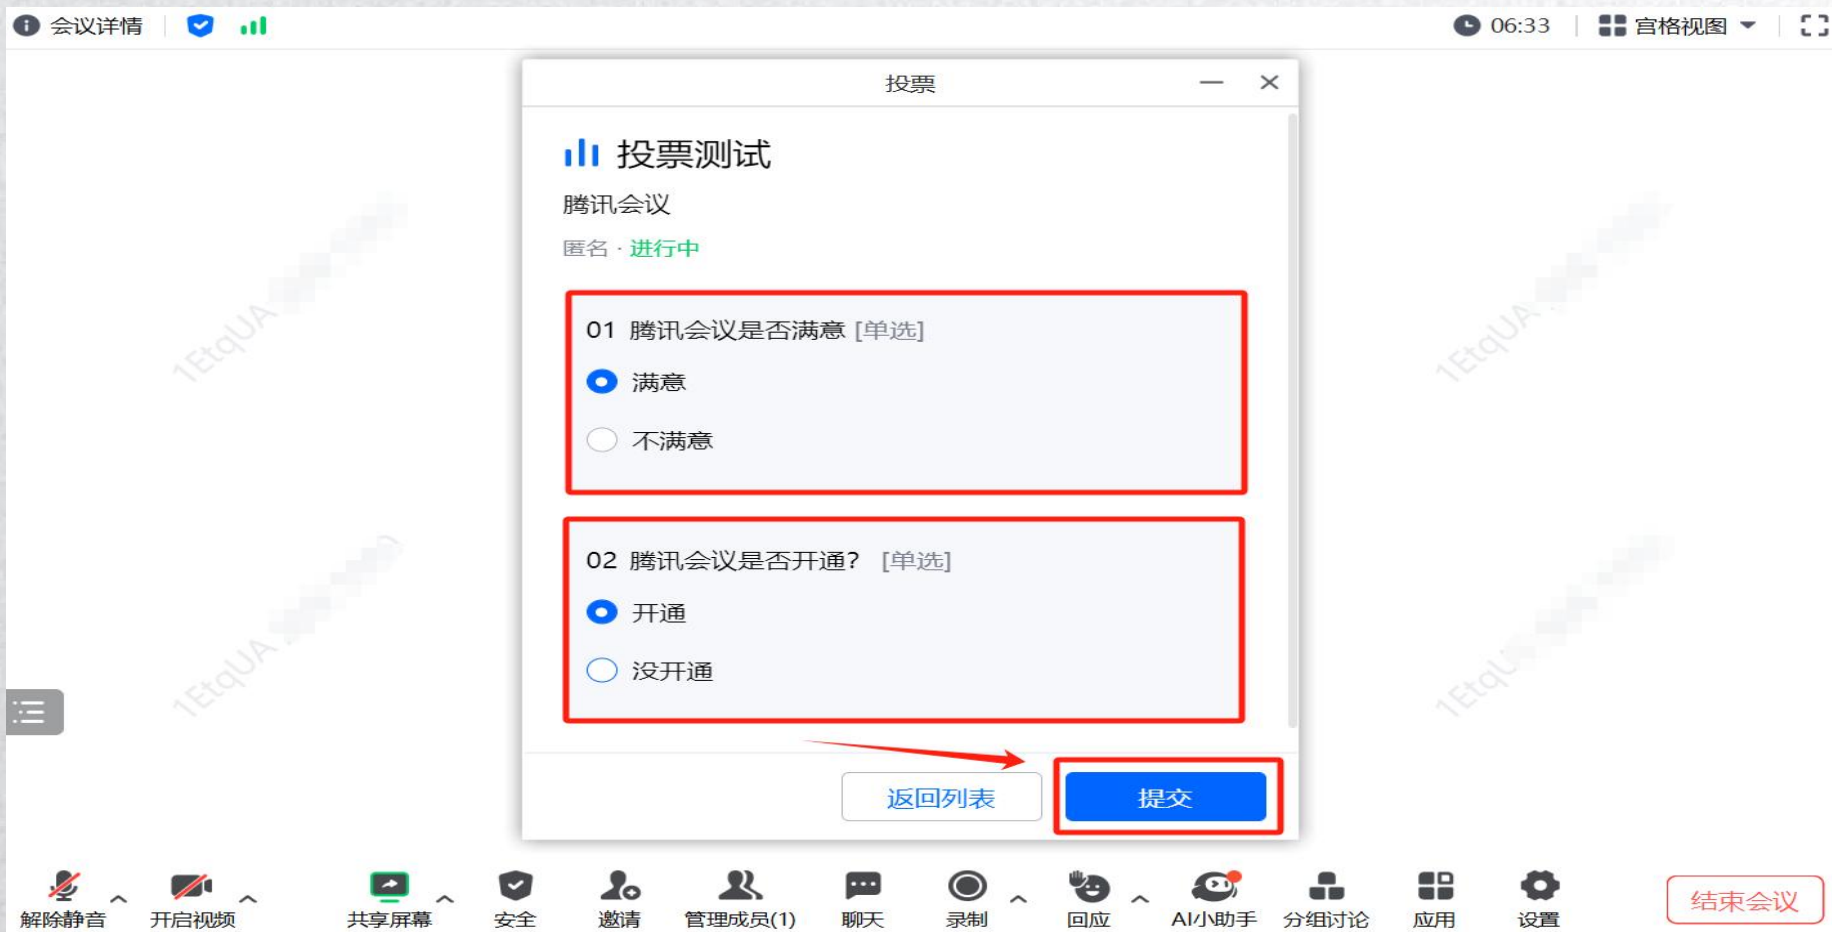 会议详情
06:33
宫格视图
投票
投票测试
腾讯会议
匿名 · 进行中
01 腾讯会议是否满意 [单选]
满意
不满意
02 腾讯会议是否开通? [单选]
开通
没开通
返回列表
提交
1EtqUA
1EtqUA
1EtqUA
解除静音
开启视频
共享屏幕
安全
邀请
管理成员(1)
聊天
录制
回应
AI小助手
分组讨论
应用
设置
结束会议